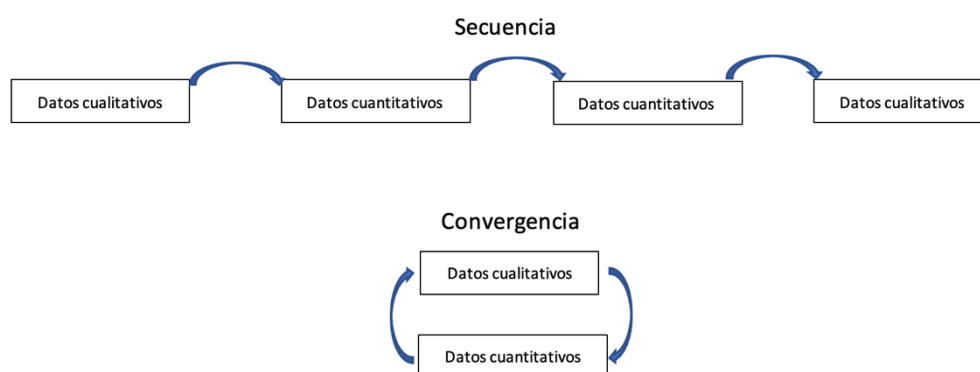 Secuencia
Datos cualitativos
Datos cuantitativos
Datos cuantitativos
Datos cualitativos
Convergencia
Datos cualitativos
Datos cuantitativos